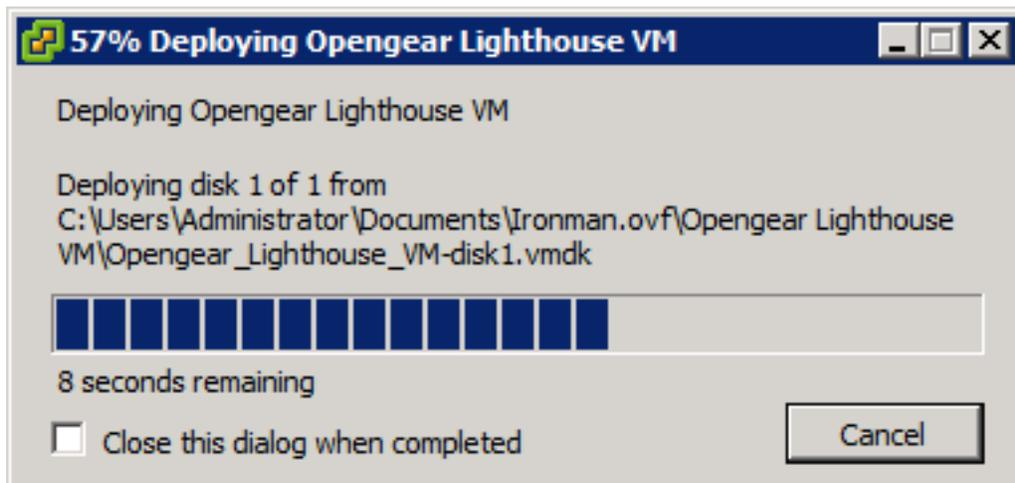 57% Deploying Opengear Lighthouse VM
Deploying Opengear Lighthouse VM
Deploying disk 1 of 1 from
C:\Users\Administrator\Documents\Ironman.ovf\Opengear Lighthouse
VM\Opengear_Lighthouse_VM-disk1.vmdk
8 seconds remaining
Close this dialog when completed
Cancel